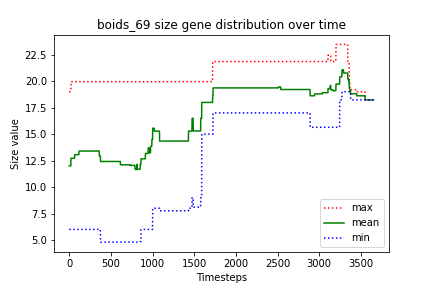 boids_69 size gene distribution over time
Size value
22.5
20.0
17.5
15.0
12.5
10.0
7.5
5.0
0 500 1000 1500 2000 2500 3000 3500
Timesteps
max
mean
min